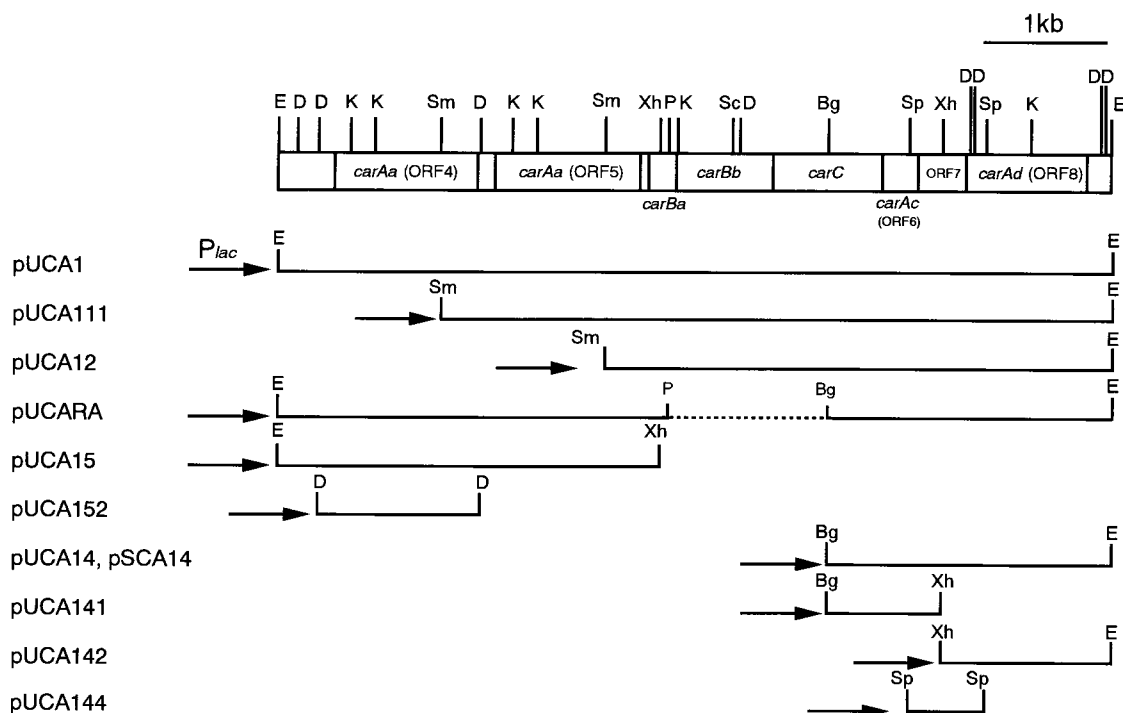 1kb
DD DD
E D D K K Sm D K K Sm Xh P K Sc D Bg Sp Xh Sp K E
carAa (ORF4) carAa (ORF5) carBb carC ORF7 carAd (ORF8)
carBa carAc
(ORF6)
Plac E E
pUCA1
Sm E
pUCA111
Sm E
pUCA12
E P Bg E
pUCARA
E Xh
pUCA15
D D
pUCA152
Bg E
pUCA14, pSCA14
Bg Xh
pUCA141
Xh E
pUCA142
Sp Sp
pUCA144